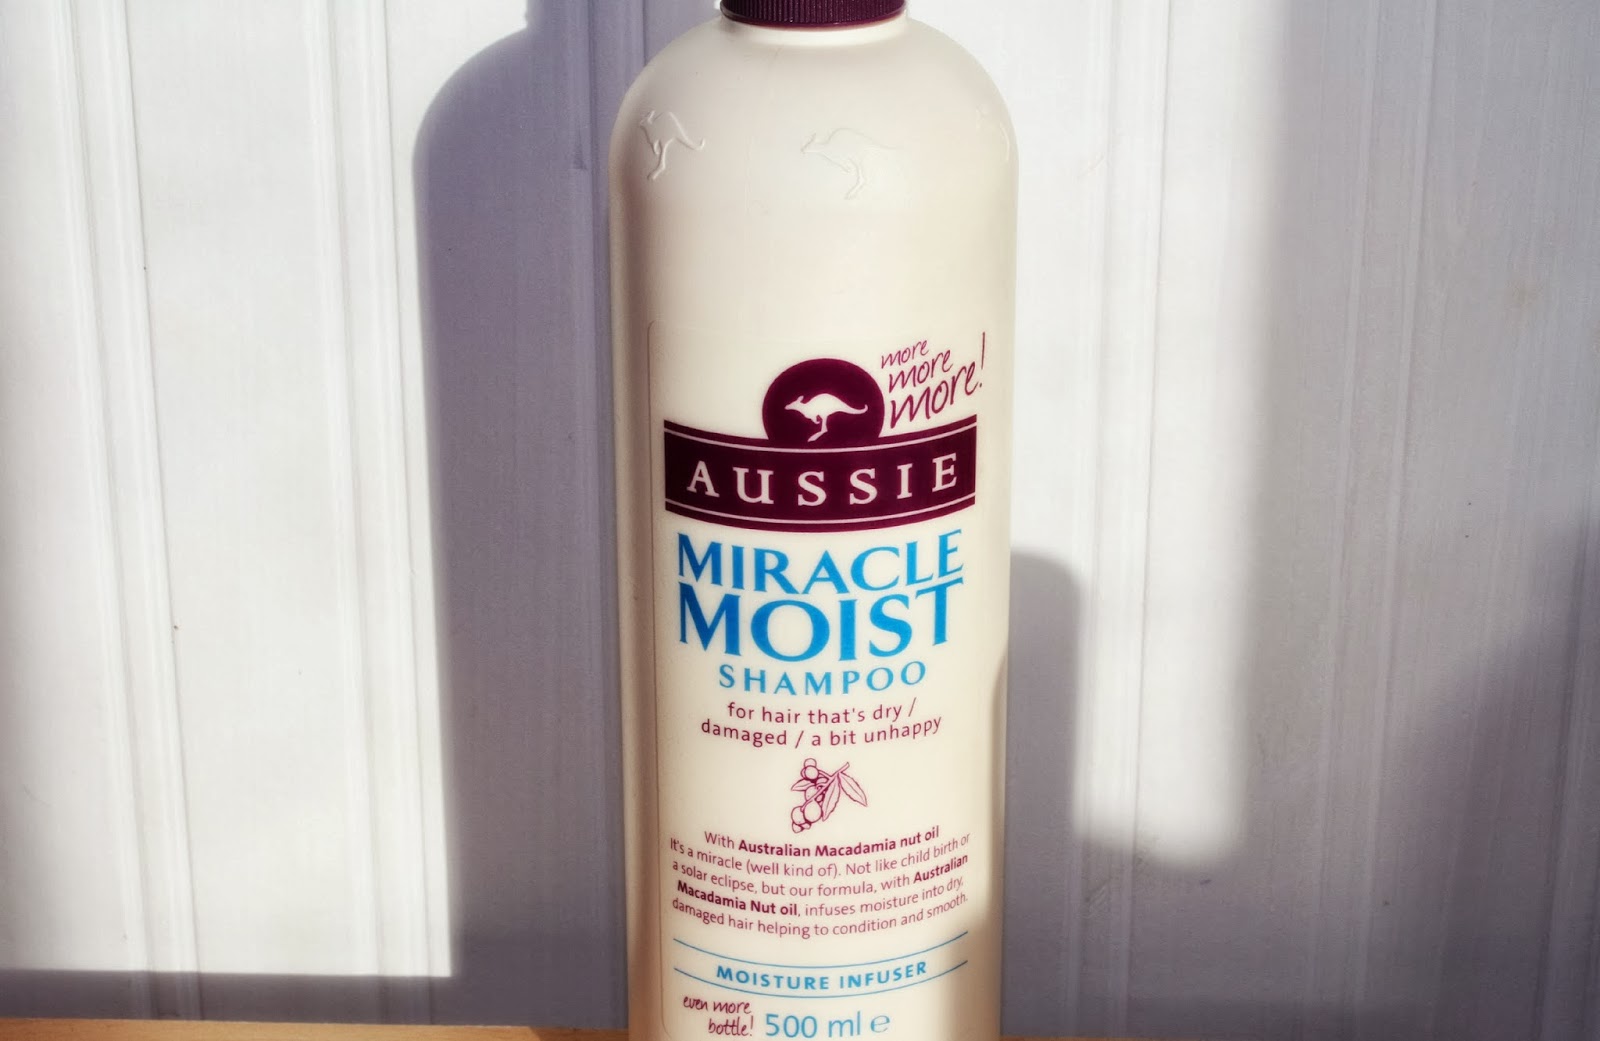 more
more
more!
AUSSIE
MIRACLE
MOIST
SHAMPOO
for hair that's dry /
damaged / a bit unhappy
With Australian Macadamia nut oil
It's a miracle (well kind of). Not like child birth or
a solar eclipse, but our formula, with Australian
Macadamia Nut oil, infuses moisture into dry,
damaged hair helping to condition and smooth.
MOISTURE INFUSER
even more
bottle! 500 ml e